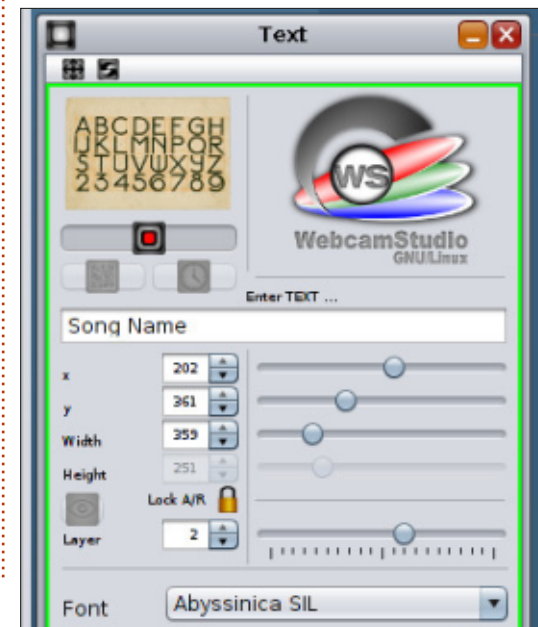 Text
ABCDEFGH
IJKLMNPQR
STUVWXYZ
23456789
WS
WebcamStudio
GNU/Linux
Enter TEXT ...
Song Name
x 202
y 361
Width 359
Height 251
Lock A/R
Layer 2
Font Abyssinica SIL